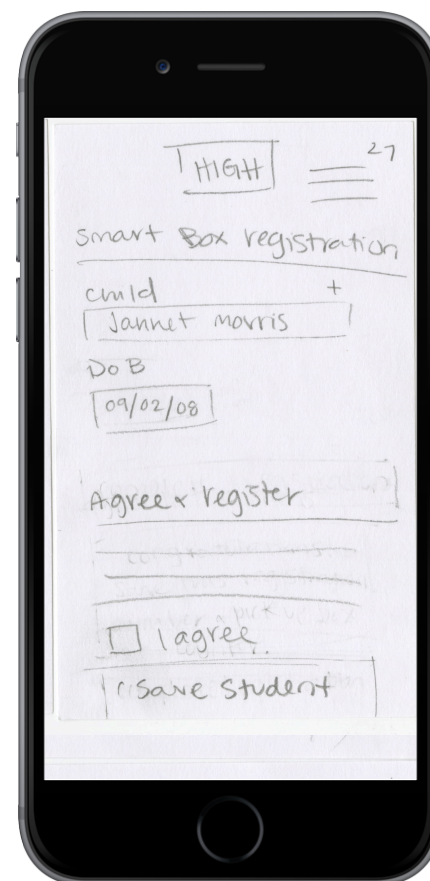 27
HIGH
Smart Box registration
Child +
Jannet morris
DoB
09/02/08
Agree & register
I agree.
Save Student